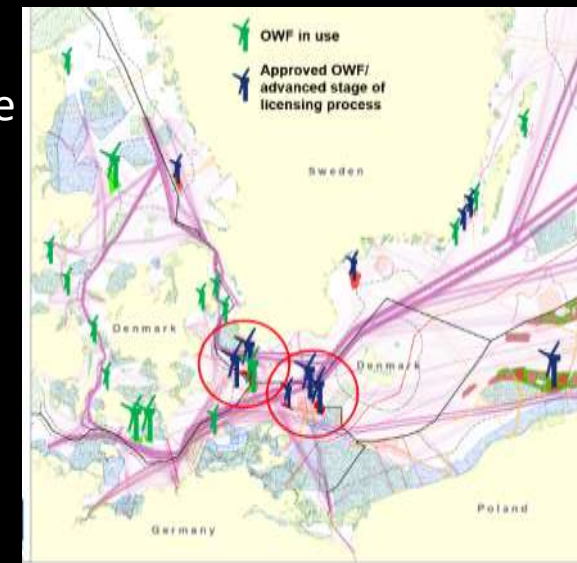 e
OWF in use
Approved OWF/
advanced stage of
licensing process
Sweden
Denmark
Denmark
Poland
Germany